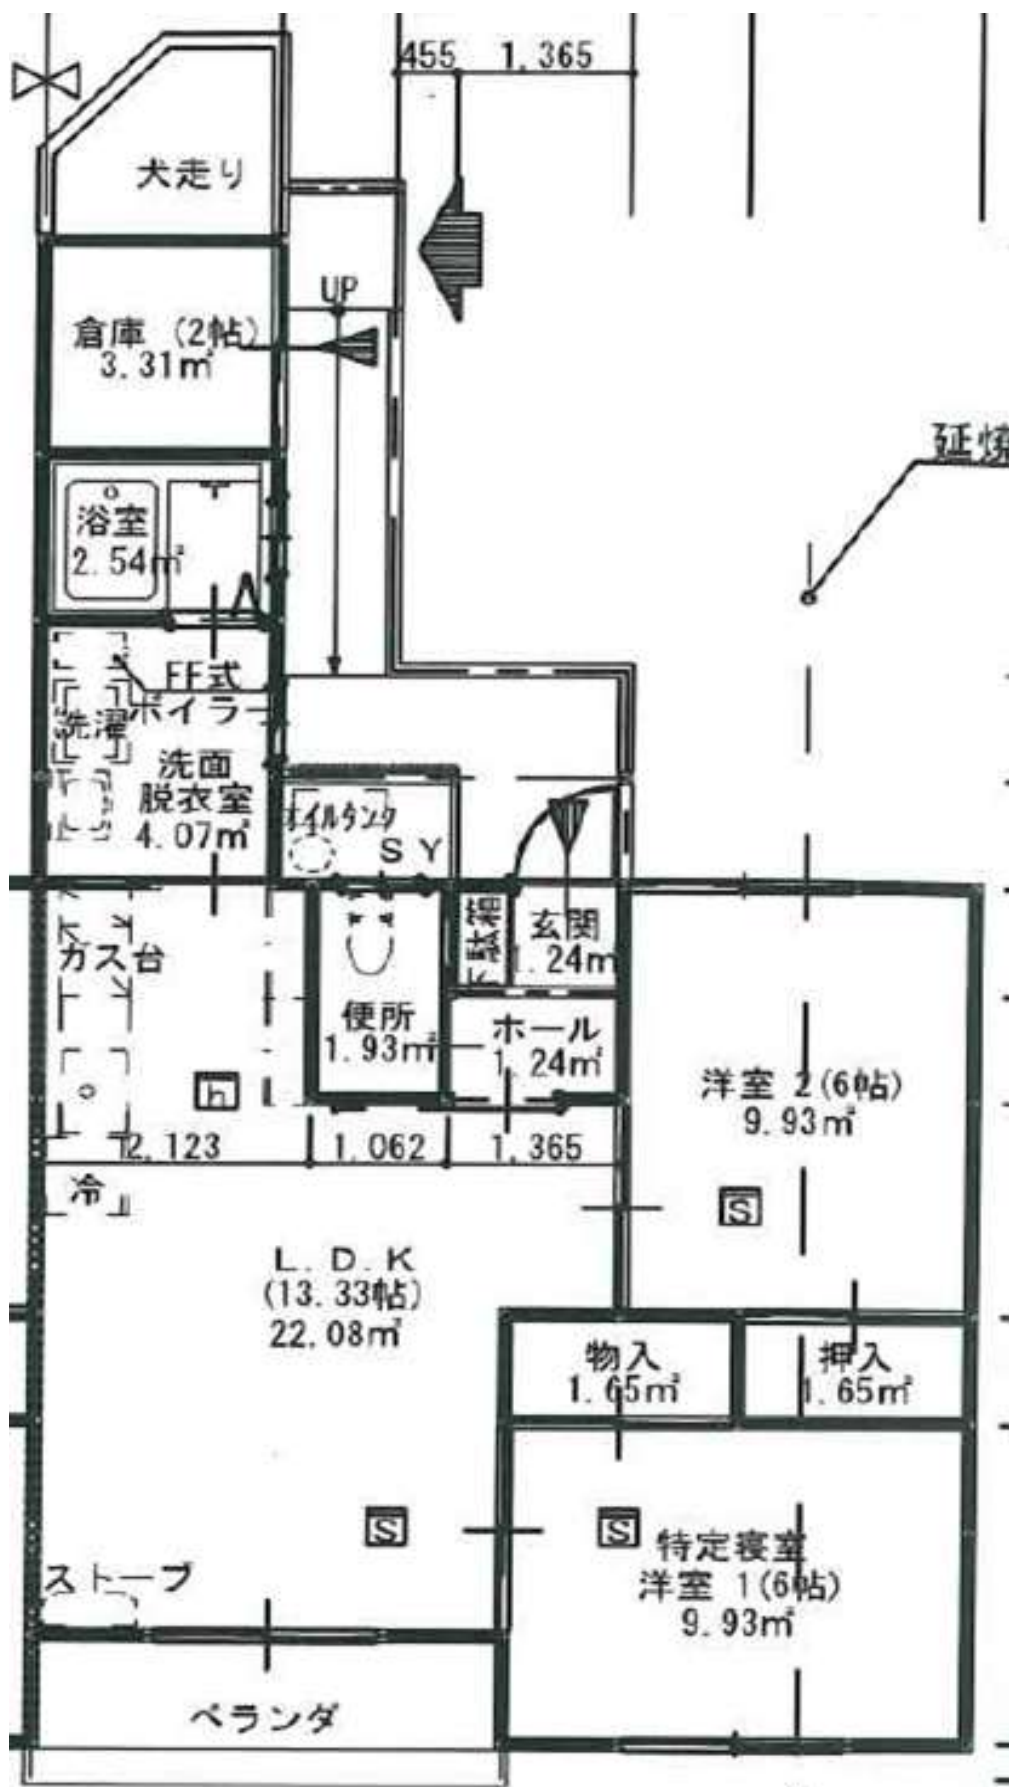 455 1,365
犬走り
UP
倉庫 (2帖)
3.31㎡
延焼
浴室
2.54㎡
FF式
ボイラー
洗濯
洗面
脱衣室
4.07㎡
オイルタンク
S Y
ガス台
下駄箱
玄関
1.24㎡
便所
1.93㎡
ホール
1.24㎡
洋室 2(6帖)
9.93㎡
h
2,123 1,062 1,365
冷
S
L.D.K
(13.33帖)
22.08㎡
物入
1.65㎡
押入
1.65㎡
S
S
特定寝室
洋室 1(6帖)
9.93㎡
ストーブ
ベランダ